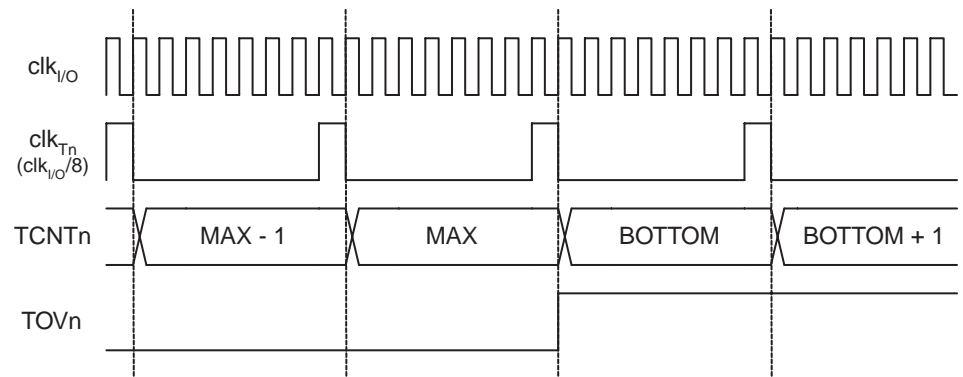 clkI/O
clkTn
(clkI/O/8)
TCNTn MAX - 1 MAX BOTTOM BOTTOM + 1
TOVn